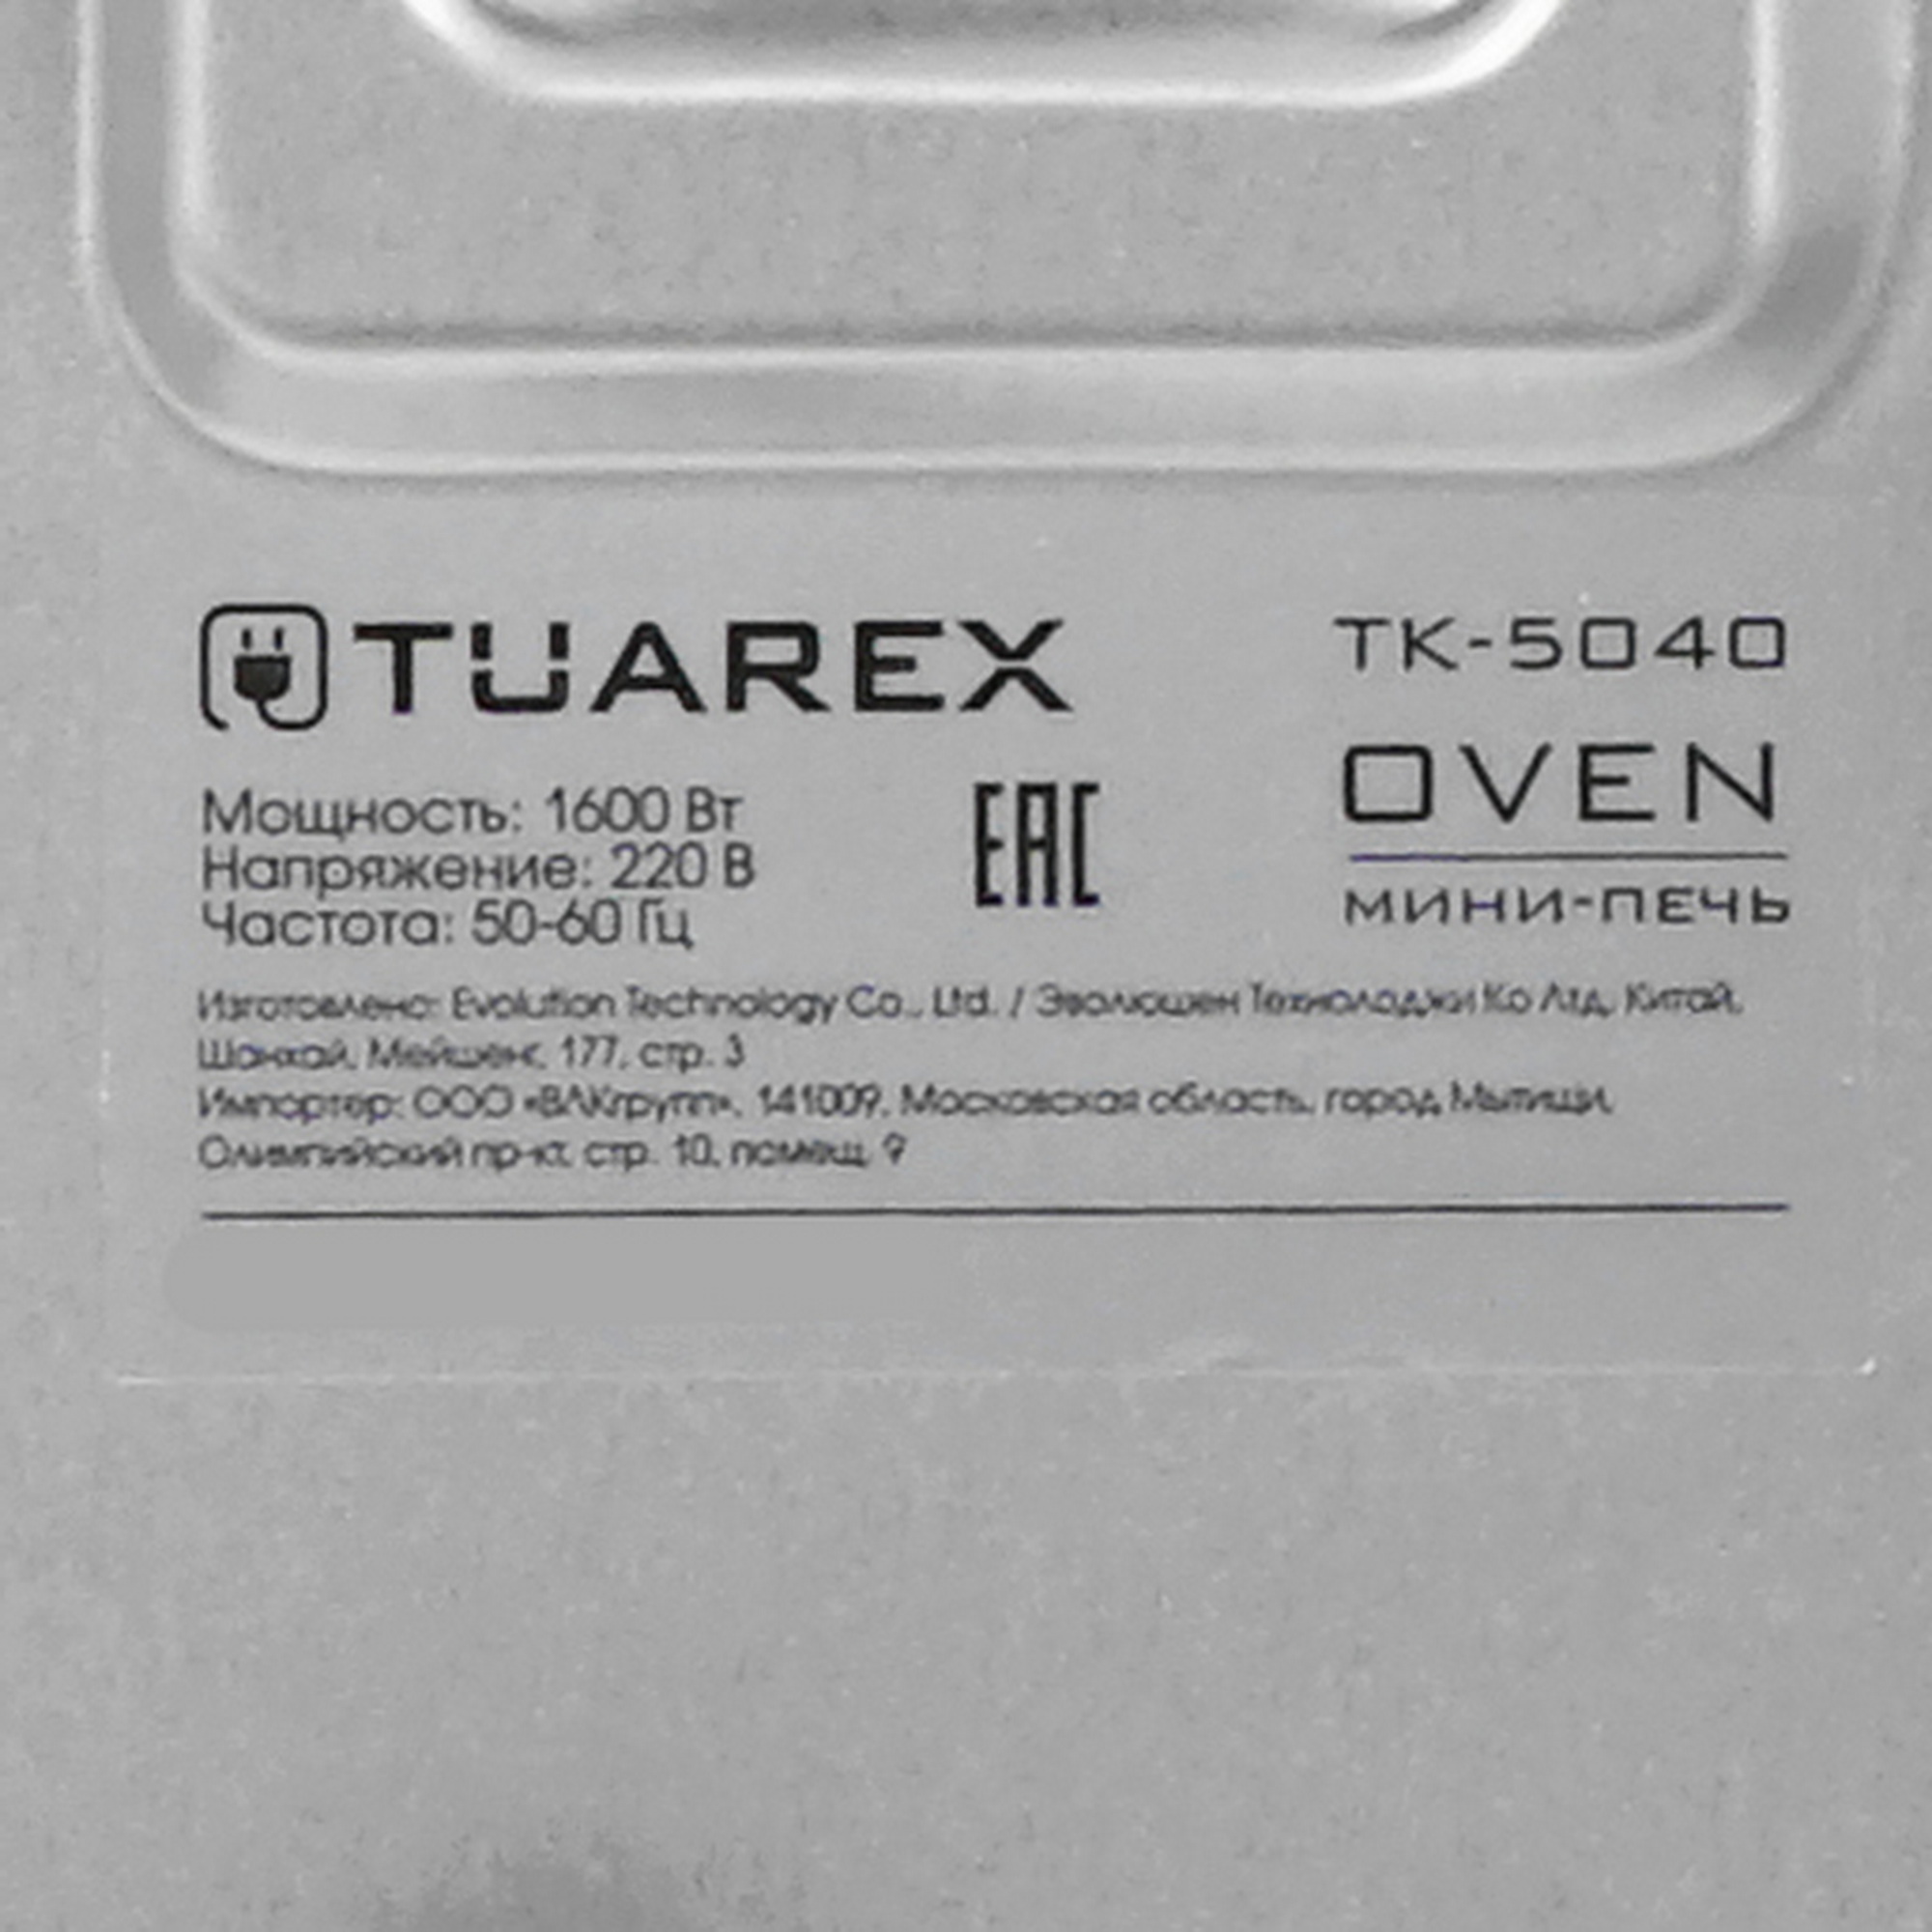 TUAREX
TK-5040
OVEN
МИНИ-ПЕЧЬ
Мощность: 1600 Вт
Напряжение: 220 В
Частота: 50-60 Гц
EAC
Изготовлено: Evolution Technology Co., Ltd. / Эволюшен Технолоджи Ко Лтд, Китай,
Шанхай, Мейшенг, 177, стр. 3
Импортер: ООО «ВЛКгрупп», 141009, Московская область, город Мытищи,
Олимпийский пр-кт, стр. 10, помещ. 9